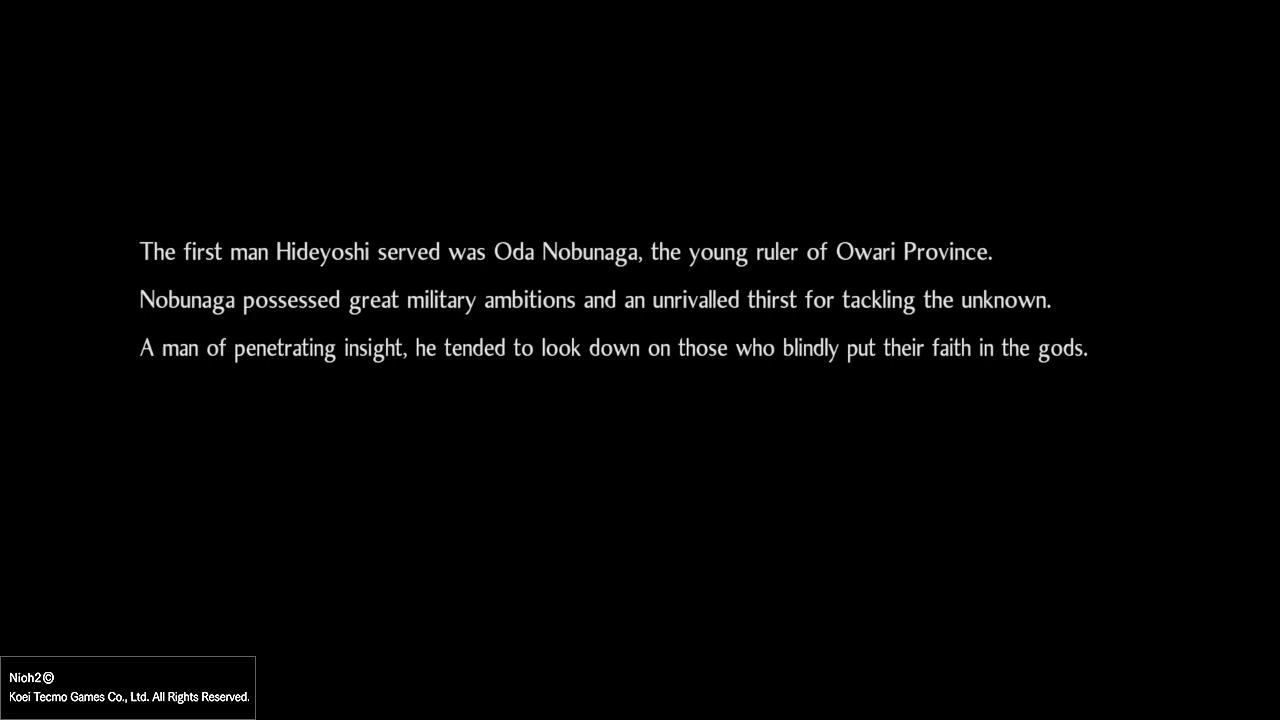 The first man Hideyoshi served was Oda Nobunaga, the young ruler of Owari Province.
Nobunaga possessed great military ambitions and an unrivalled thirst for tackling the unknown.
A man of penetrating insight, he tended to look down on those who blindly put their faith in the gods.
Nioh2©
Koei Tecmo Games Co., Ltd. All Rights Reserved.